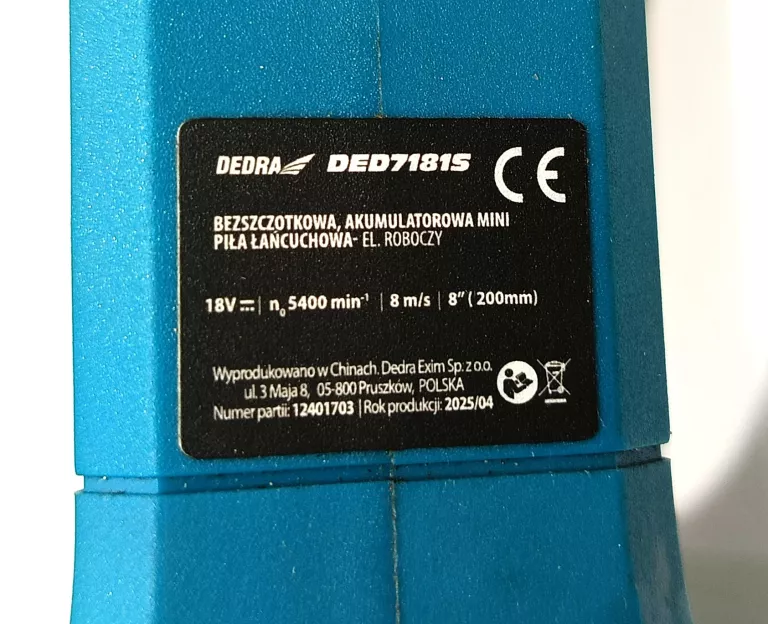 DEDRA DED7181S CE
BEZSZCZOTKOWA, AKUMULATOROWA MINI
PIŁA ŁAŃCUCHOWA- EL. ROBOCZY
18V | n₀ 5400 min⁻¹ | 8 m/s | 8” ( 200mm)
Wyprodukowano w Chinach. Dedra Exim Sp. z o.o.
ul. 3 Maja 8, 05-800 Pruszków, POLSKA
Numer partii: 12401703 | Rok produkcji: 2025/04